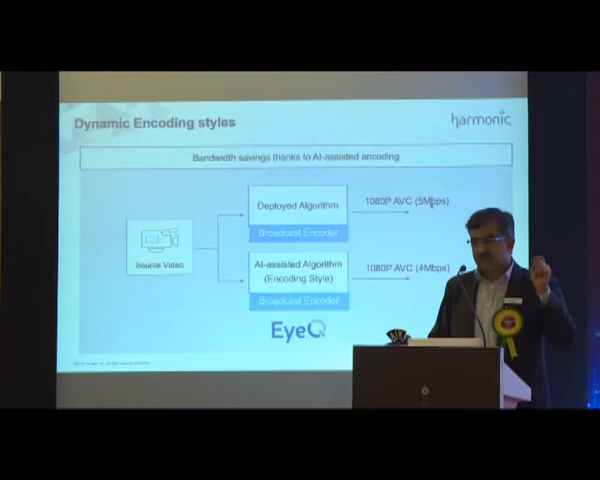 Dynamic Encoding styles
harmonic
Bandwidth savings thanks to AI-assisted encoding
Deployed Algorithm
1080P AVC (5Mbps)
Broadcast Encoder
Source Video
AI-assisted Algorithm
(Encoding Style)
1080P AVC (4Mbps)
Broadcast Encoder
EyeQ